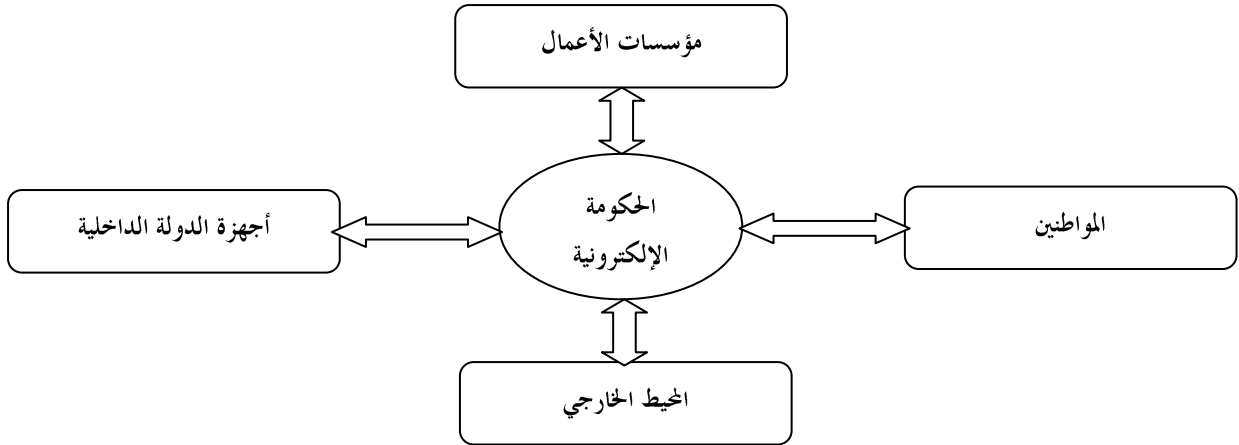 مؤسسات الأعمال
الحكومة
الإلكترونية
المواطنين
أجهزة الدولة الداخلية
المحيط الخارجي